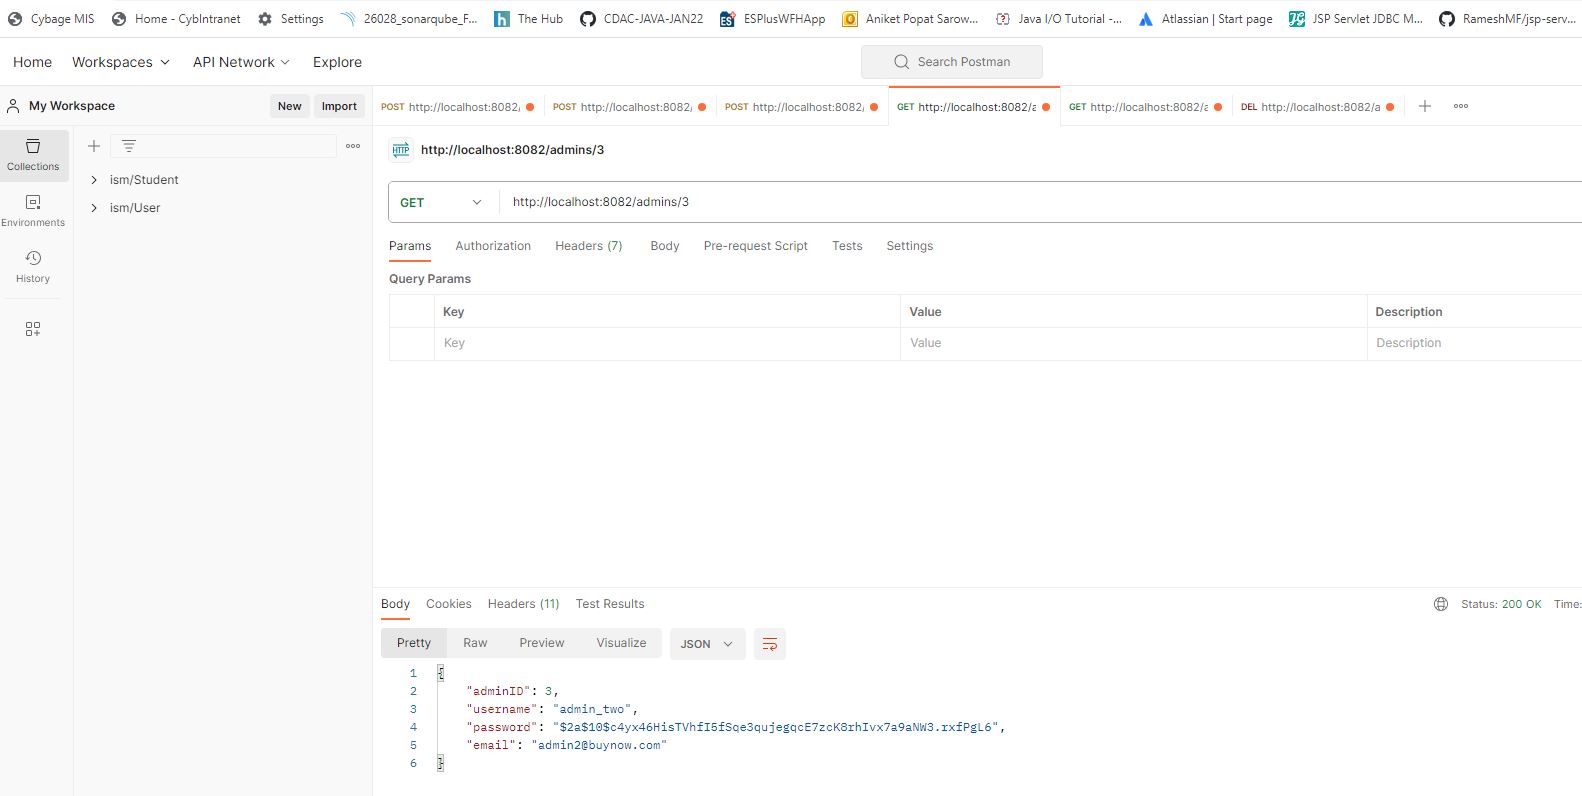 Cybage MIS Home - CybIntranet Settings 26028_sonarqube_F... The Hub CDAC-JAVA-JAN22 ESPlusWFHApp Aniket Popat Sarow... Java I/O Tutorial -... Atlassian | Start page JSP Servlet JDBC M... RameshMF/jsp-serv...
Home Workspaces API Network Explore Search Postman
My Workspace New Import
POST http://localhost:8082/ POST http://localhost:8082/ POST http://localhost:8082/ GET http://localhost:8082/a GET http://localhost:8082/a DEL http://localhost:8082/a
Collections
Environments
History
ism/Student
ism/User
HTTP http://localhost:8082/admins/3
GET http://localhost:8082/admins/3
Params Authorization Headers (7) Body Pre-request Script Tests Settings
Query Params
Key Value Description
Key Value Description
Body Cookies Headers (11) Test Results Status: 200 OK Time:
Pretty Raw Preview Visualize JSON
1 {
2 "adminID": 3,
3 "username": "admin_two",
4 "password": "$2a$10$c4yx46HisTVhfI5fSqe3qujegqcE7zcK8rhIvx7a9aNW3.rxfPgL6",
5 "email": "admin2@buynow.com"
6 }